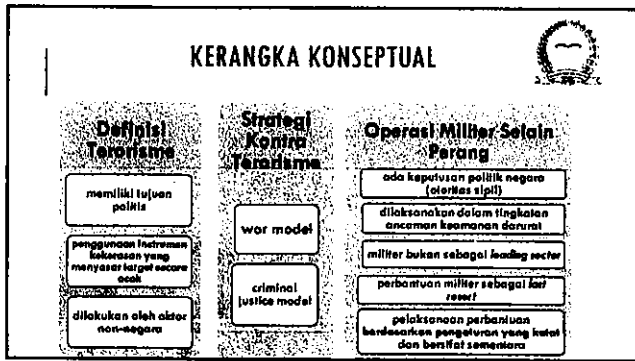 KERANGKA KONSEPTUAL
Definisi
Terorisme
memiliki tujuan
politis
penggunaan instrumen
kekerasan yang
menyasar target secara
acak
dilakukan oleh aktor
non-negara
Strategi
Kontra
Terorisme
war model
criminal
justice model
Operasi Militer Selain
Perang
ada keputusan politik negara
(otoritas sipil)
dilaksanakan dalam tingkatan
ancaman keamanan darurat
militer bukan sebagai leading sector
perbantuan militer sebagai last
resort
pelaksanaan perbantuan
berdasarkan pengaturan yang ketat
dan bersifat sementara